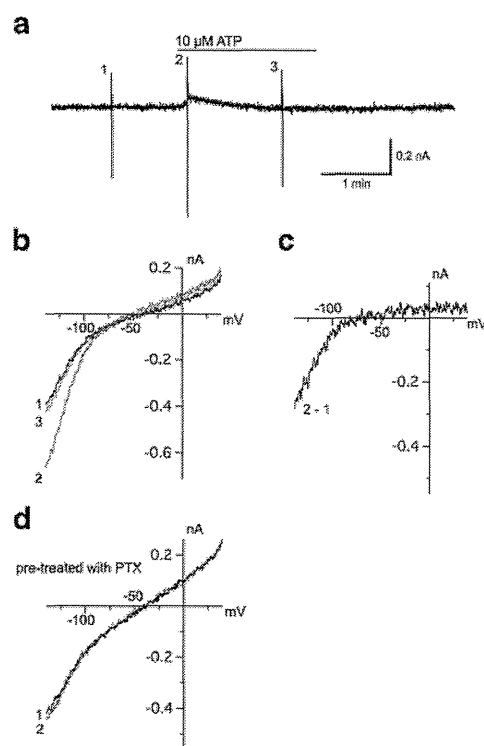 a
10 µM ATP
1
2
3
0.2 nA
1 min
b
nA
0.2
-100
-50
mV
-0.2
-0.4
-0.6
1
3
2
c
nA
-100
-50
mV
-0.2
-0.4
2 - 1
d
nA
0.2
pre-treated with PTX
-50
-100
mV
-0.2
-0.4
1
2